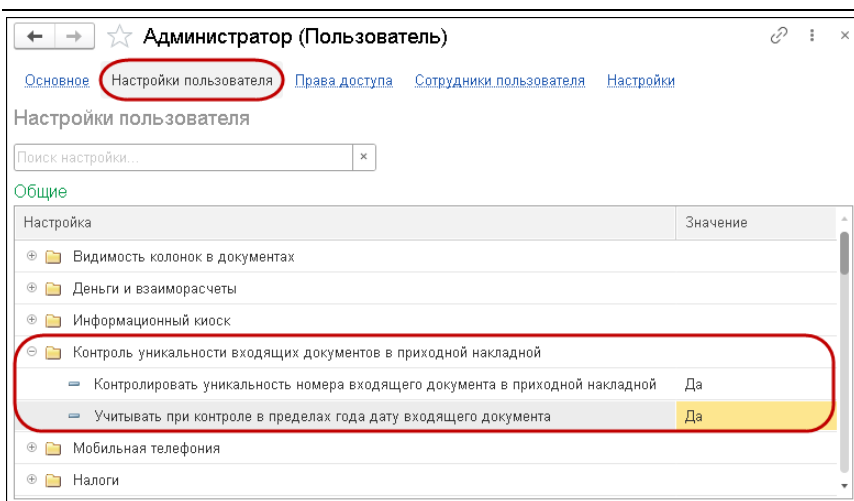 Администратор (Пользователь)
Основное Настройки пользователя Права доступа Сотрудники пользователя Настройки
Настройки пользователя
Поиск настройки...
Общие
Настройка Значение
Видимость колонок в документах
Деньги и взаиморасчеты
Информационный киоск
Контроль уникальности входящих документов в приходной накладной
Контролировать уникальность номера входящего документа в приходной накладной Да
Учитывать при контроле в пределах года дату входящего документа Да
Мобильная телефония
Налоги